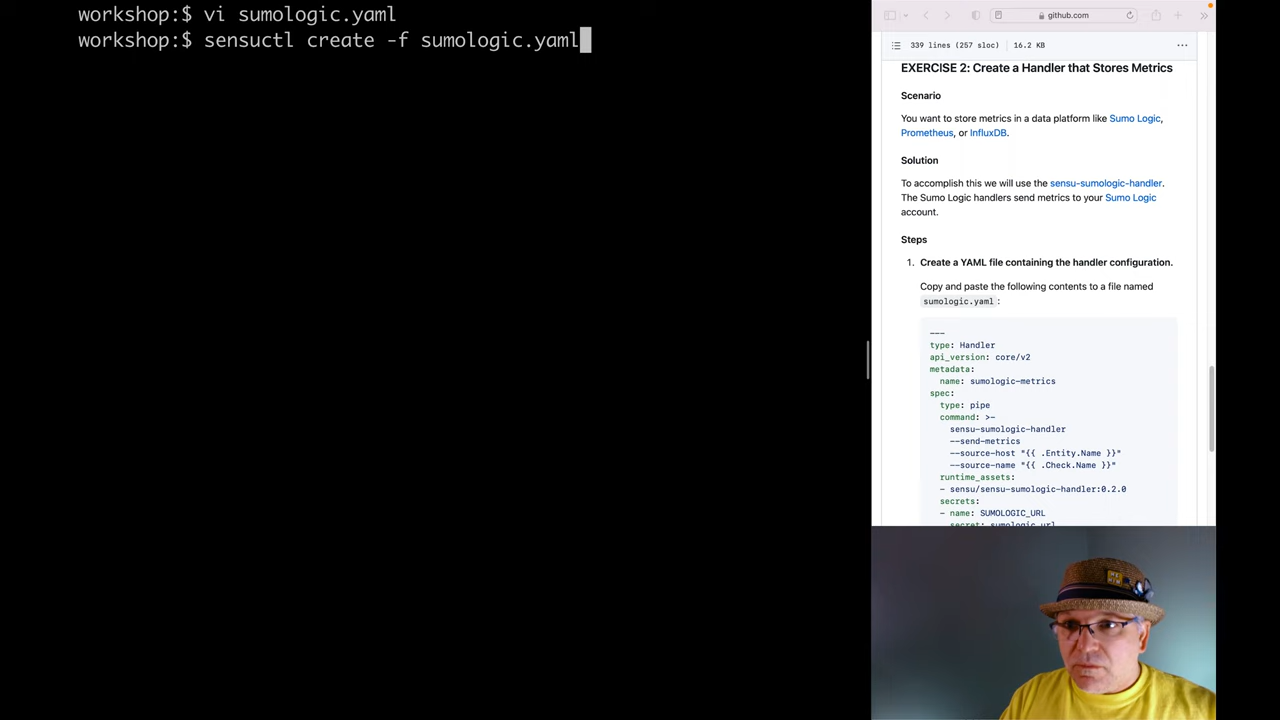 workshop:$ vi sumologic.yaml
workshop:$ sensuctl create -f sumologic.yaml
github.com
339 lines (257 sloc) 16.2 KB
EXERCISE 2: Create a Handler that Stores Metrics
Scenario
You want to store metrics in a data platform like Sumo Logic,
Prometheus, or InfluxDB.
Solution
To accomplish this we will use the sensu-sumologic-handler.
The Sumo Logic handlers send metrics to your Sumo Logic
account.
Steps
1. Create a YAML file containing the handler configuration.
Copy and paste the following contents to a file named
sumologic.yaml:
---
type: Handler
api_version: core/v2
metadata:
name: sumologic-metrics
spec:
type: pipe
command: >-
sensu-sumologic-handler
--send-metrics
--source-host "{{ .Entity.Name }}"
--source-name "{{ .Check.Name }}"
runtime_assets:
- sensu/sensu-sumologic-handler:0.2.0
secrets:
- name: SUMOLOGIC_URL
secret: sumologic_url